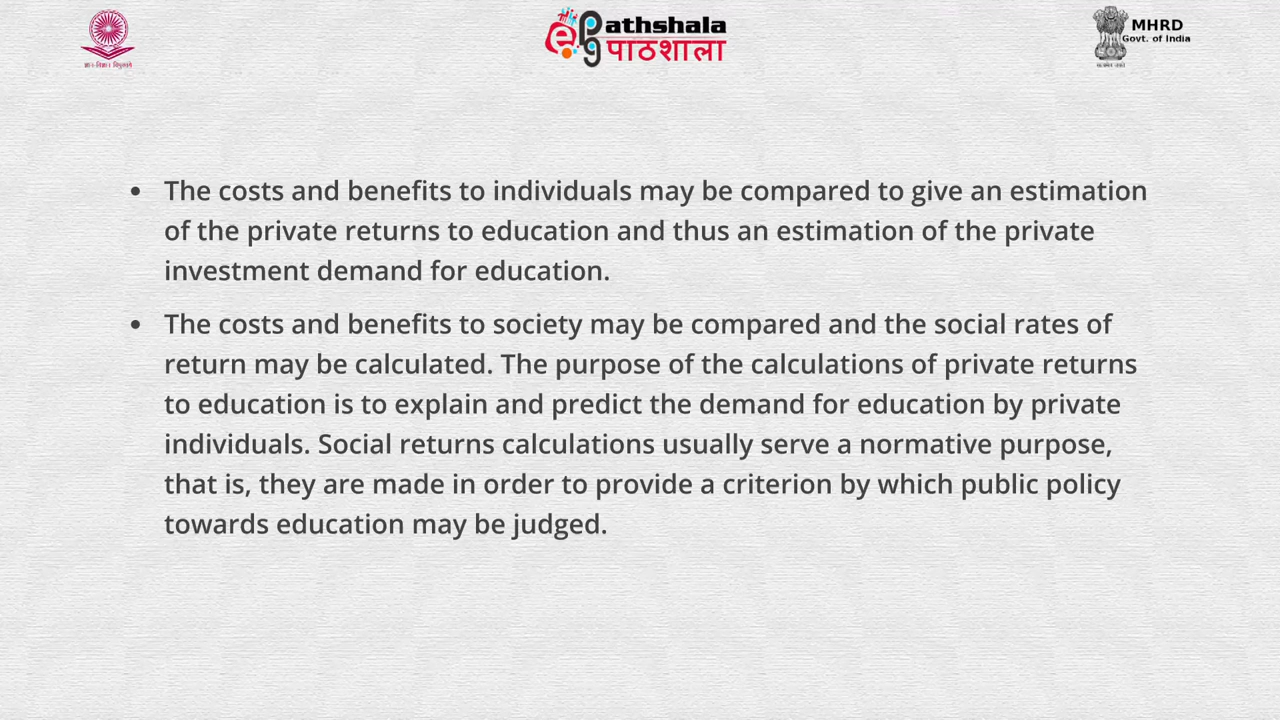 ज्ञान-विज्ञान विमुक्तये
ePathshala
पाठशाला
MHRD
Govt. of India
सत्यमेव जयते
• The costs and benefits to individuals may be compared to give an estimation
of the private returns to education and thus an estimation of the private
investment demand for education.
• The costs and benefits to society may be compared and the social rates of
return may be calculated. The purpose of the calculations of private returns
to education is to explain and predict the demand for education by private
individuals. Social returns calculations usually serve a normative purpose,
that is, they are made in order to provide a criterion by which public policy
towards education may be judged.